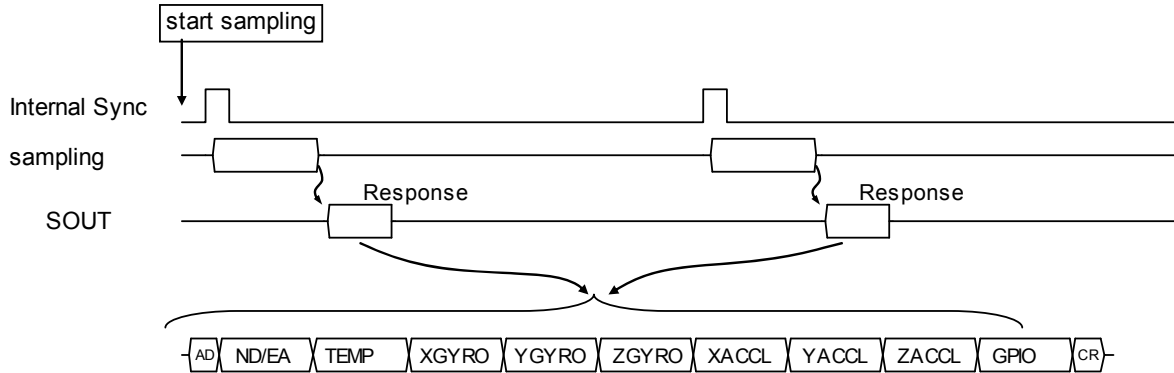 start sampling
Internal Sync
sampling
Response Response
SOUT
AD ND/EA TEMP XGYRO YGYRO ZGYRO XACCL YACCL ZACCL GPIO CR